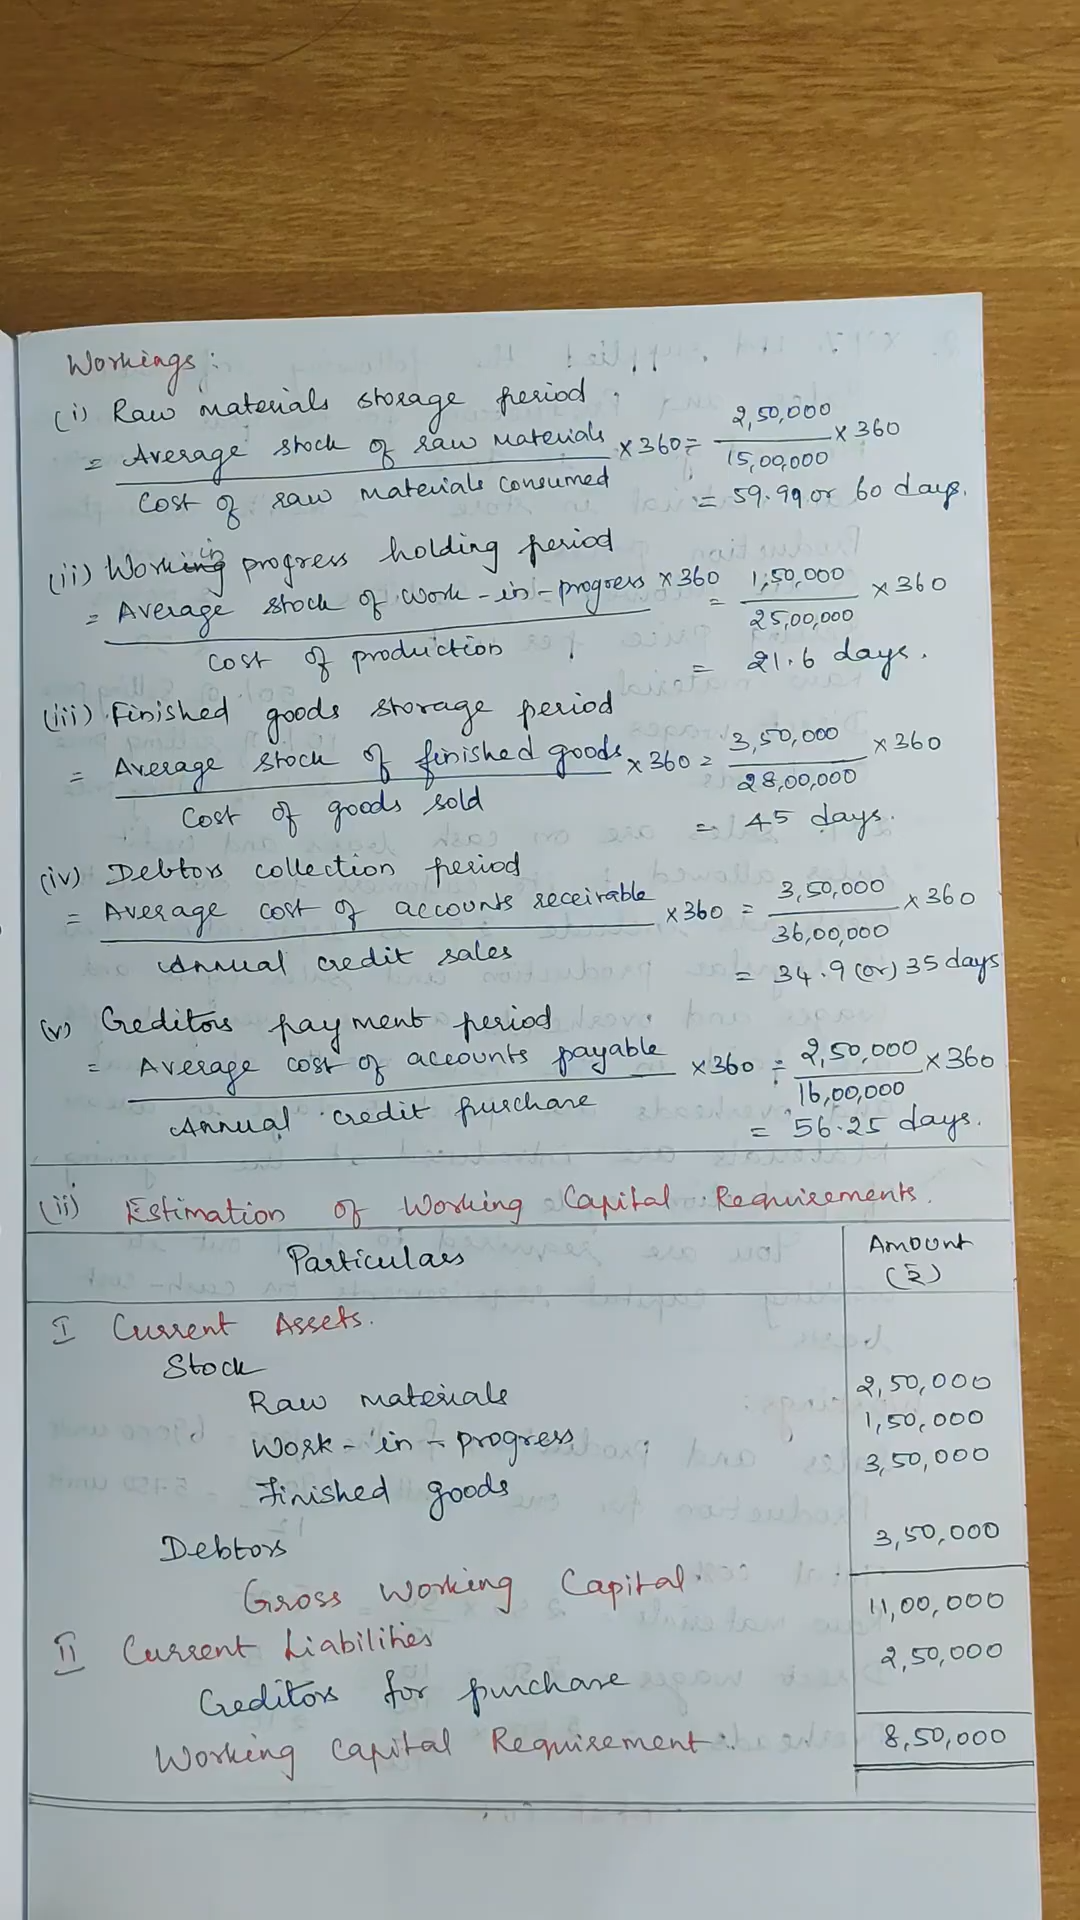 Workings:
(i) Raw materials storage period.
= Average stock of raw materials / Cost of raw materials consumed × 360 = 2,50,000 / 15,00,000 × 360
= 59.99 or 60 days.
(ii) Work in progress holding period
= Average stock of work-in-progress / Cost of production × 360 = 1,50,000 / 25,00,000 × 360
= 21.6 days.
(iii) Finished goods storage period
= Average stock of finished goods / Cost of goods sold × 360 = 3,50,000 / 28,00,000 × 360
= 45 days.
(iv) Debtors collection period
= Average cost of accounts receivable / Annual credit sales × 360 = 3,50,000 / 36,00,000 × 360
= 34.9 (or) 35 days
(v) Creditors payment period
= Average cost of accounts payable / Annual credit purchase × 360 = 2,50,000 / 16,00,000 × 360
= 56.25 days.
(ii) Estimation of Working Capital Requirements.
Particulars Amount (₹)
I Current Assets.
Stock
Raw materials 2,50,000
Work-in-progress 1,50,000
Finished goods 3,50,000
Debtors 3,50,000
Gross Working Capital 11,00,000
II Current Liabilities
Creditors for purchase 2,50,000
Working Capital Requirement 8,50,000